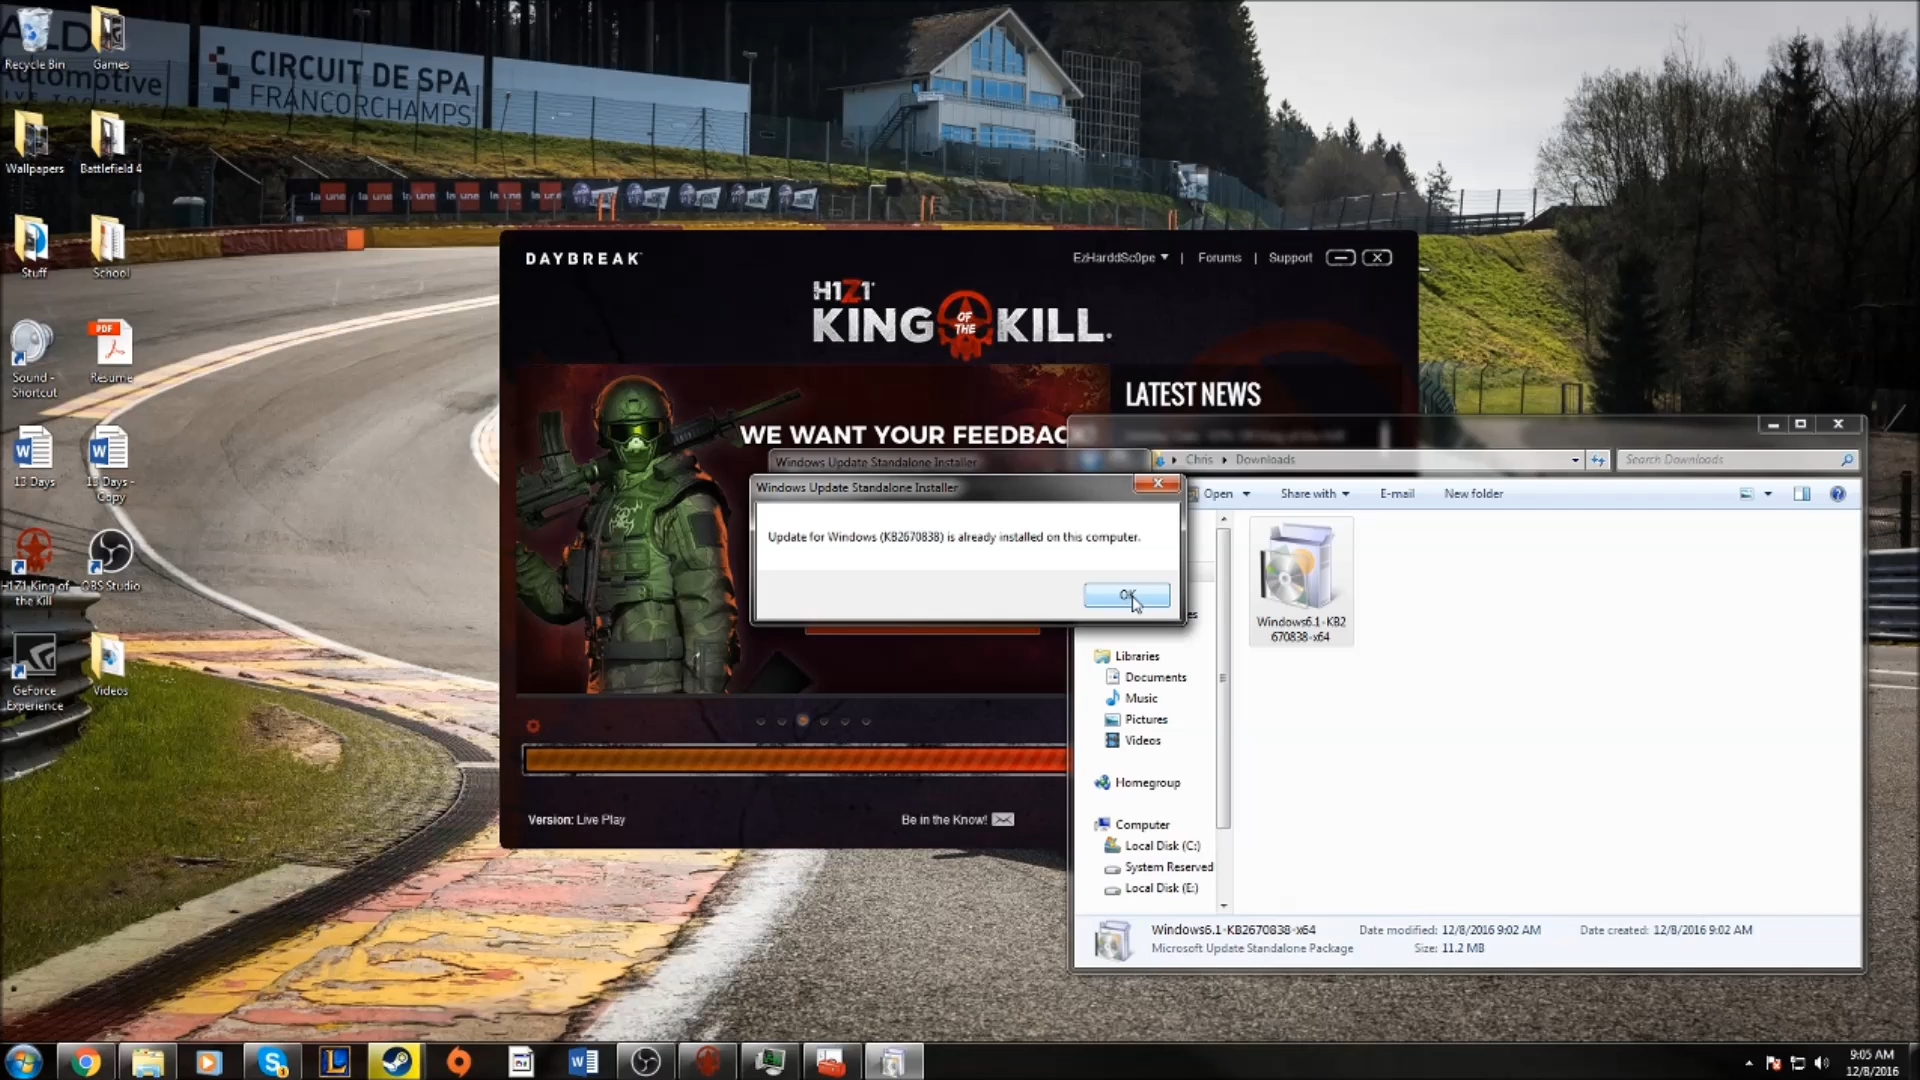 Recycle Bin
Games
Wallpapers
Battlefield 4
Stuff
School
Sound - Shortcut
PDF
Resume
13 Days
13 Days - Copy
H1Z1 King of the Kill
OBS Studio
GeForce Experience
Videos
Automotive
CIRCUIT DE SPA
FRANCORCHAMPS
DAYBREAK
EzHarddSc0pe | Forums | Support
H1Z1
KING OF THE KILL.
LATEST NEWS
WE WANT YOUR FEEDBACK
Windows Update Standalone Installer
Windows Update Standalone Installer
Update for Windows (KB2670838) is already installed on this computer.
OK
Version: Live Play
Be in the Know!
Chris
Downloads
Search Downloads
Open
Share with
E-mail
New folder
Windows6.1-KB2670838-x64
Libraries
Documents
Music
Pictures
Videos
Homegroup
Computer
Local Disk (C:)
System Reserved
Local Disk (E:)
Windows6.1-KB2670838-x64
Date modified: 12/8/2016 9:02 AM
Date created: 12/8/2016 9:02 AM
Microsoft Update Standalone Package
Size: 11.2 MB
9:05 AM
12/8/2016